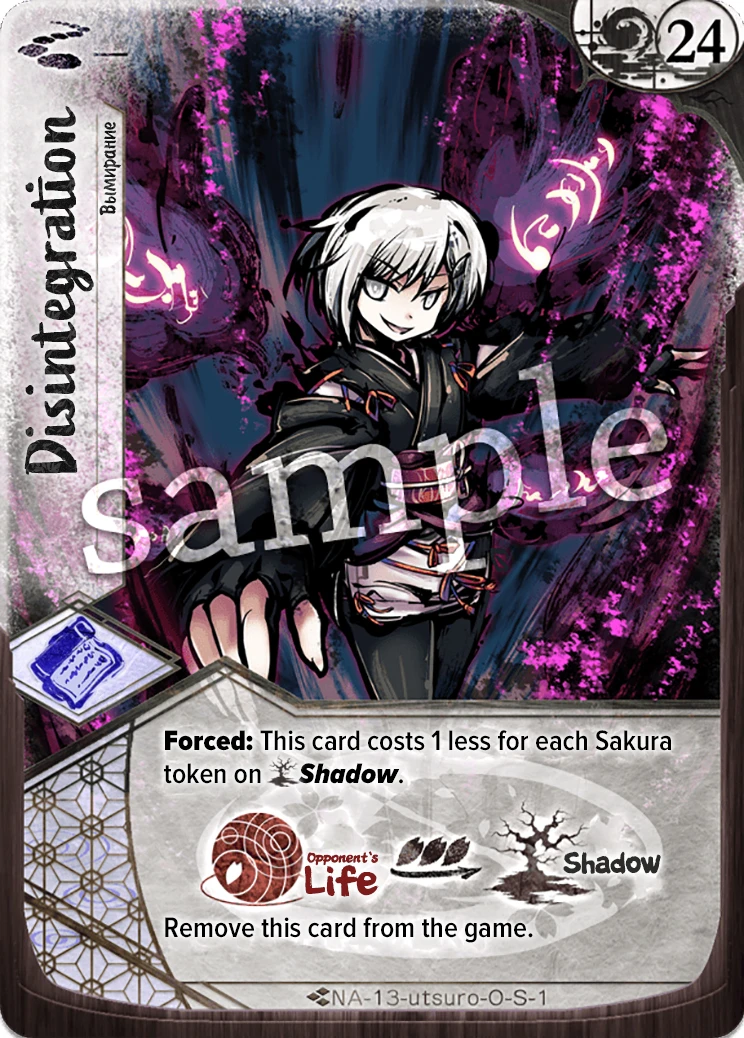 24
Disintegration
Вымирание
sample
Forced: This card costs 1 less for each Sakura
token on Shadow.
Opponent's
Life
Shadow
Remove this card from the game.
NA-13-utsuro-O-S-1